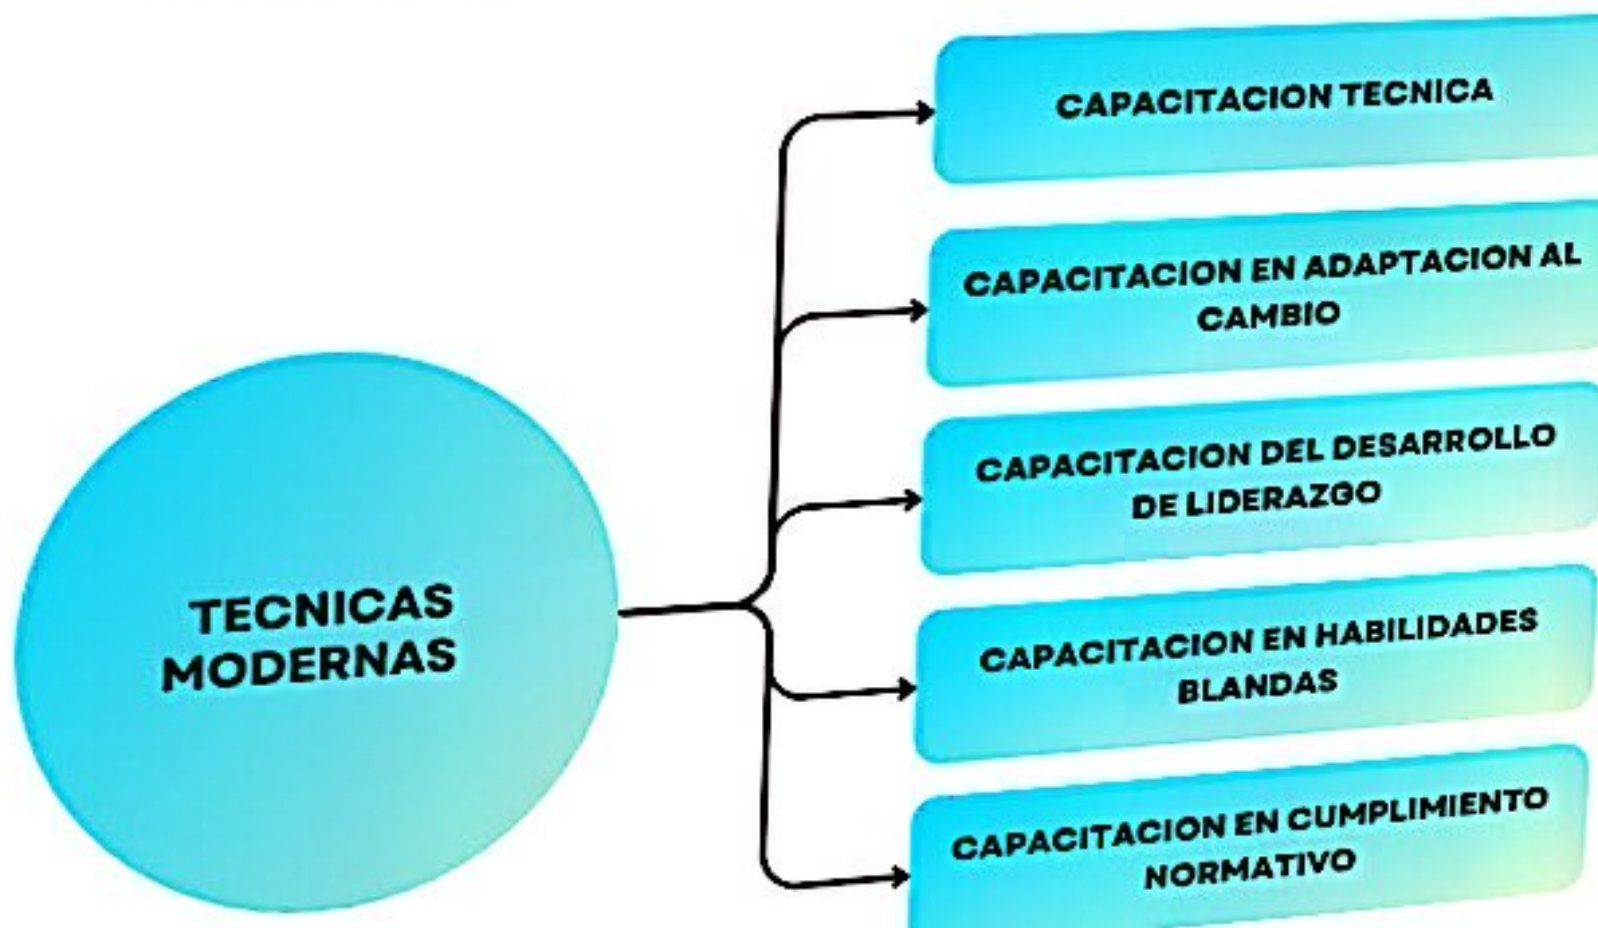 TECNICAS
MODERNAS
CAPACITACION TECNICA
CAPACITACION EN ADAPTACION AL
CAMBIO
CAPACITACION DEL DESARROLLO
DE LIDERAZGO
CAPACITACION EN HABILIDADES
BLANDAS
CAPACITACION EN CUMPLIMIENTO
NORMATIVO